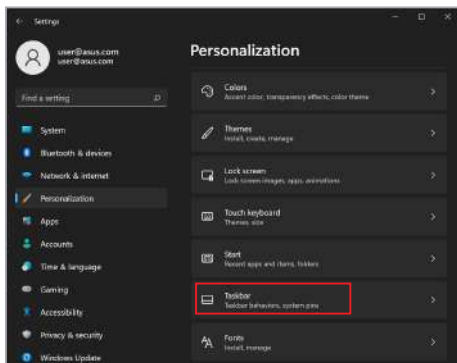 Settings
user@asus.com
user@asus.com
Find a setting
System
Bluetooth & devices
Network & internet
Personalization
Apps
Accounts
Time & language
Gaming
Accessibility
Privacy & security
Windows Update
Personalization
Colors
Accent color, transparency effects, color theme
Themes
Install, create, manage
Lock screen
Lock screen images, apps, animations
Touch keyboard
Themes, size
Start
Recent apps and items, folders
Taskbar
Taskbar behaviors, system pins
Fonts
Install, manage